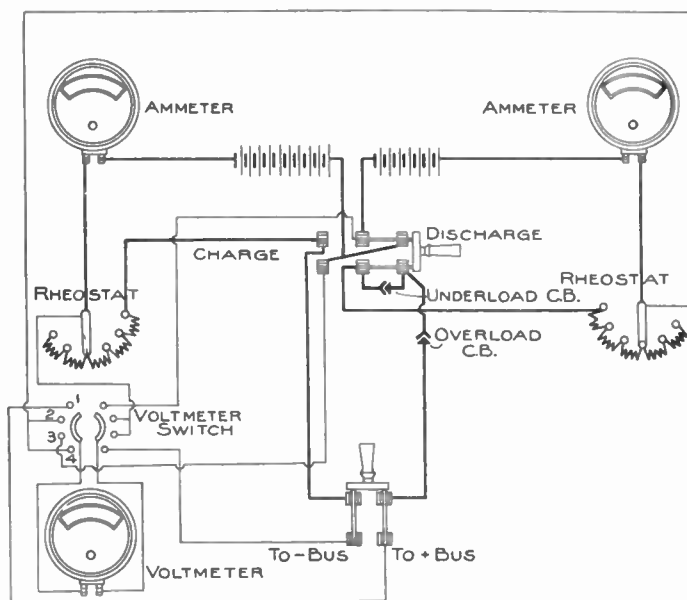 AMMETER
AMMETER
DISCHARGE
CHARGE
RHEOSTAT
RHEOSTAT
UNDERLOAD C.B.
OVERLOAD
C.B.
1
2
3
4
VOLTMETER
SWITCH
TO-BUS
TO+BUS
VOLTMETER